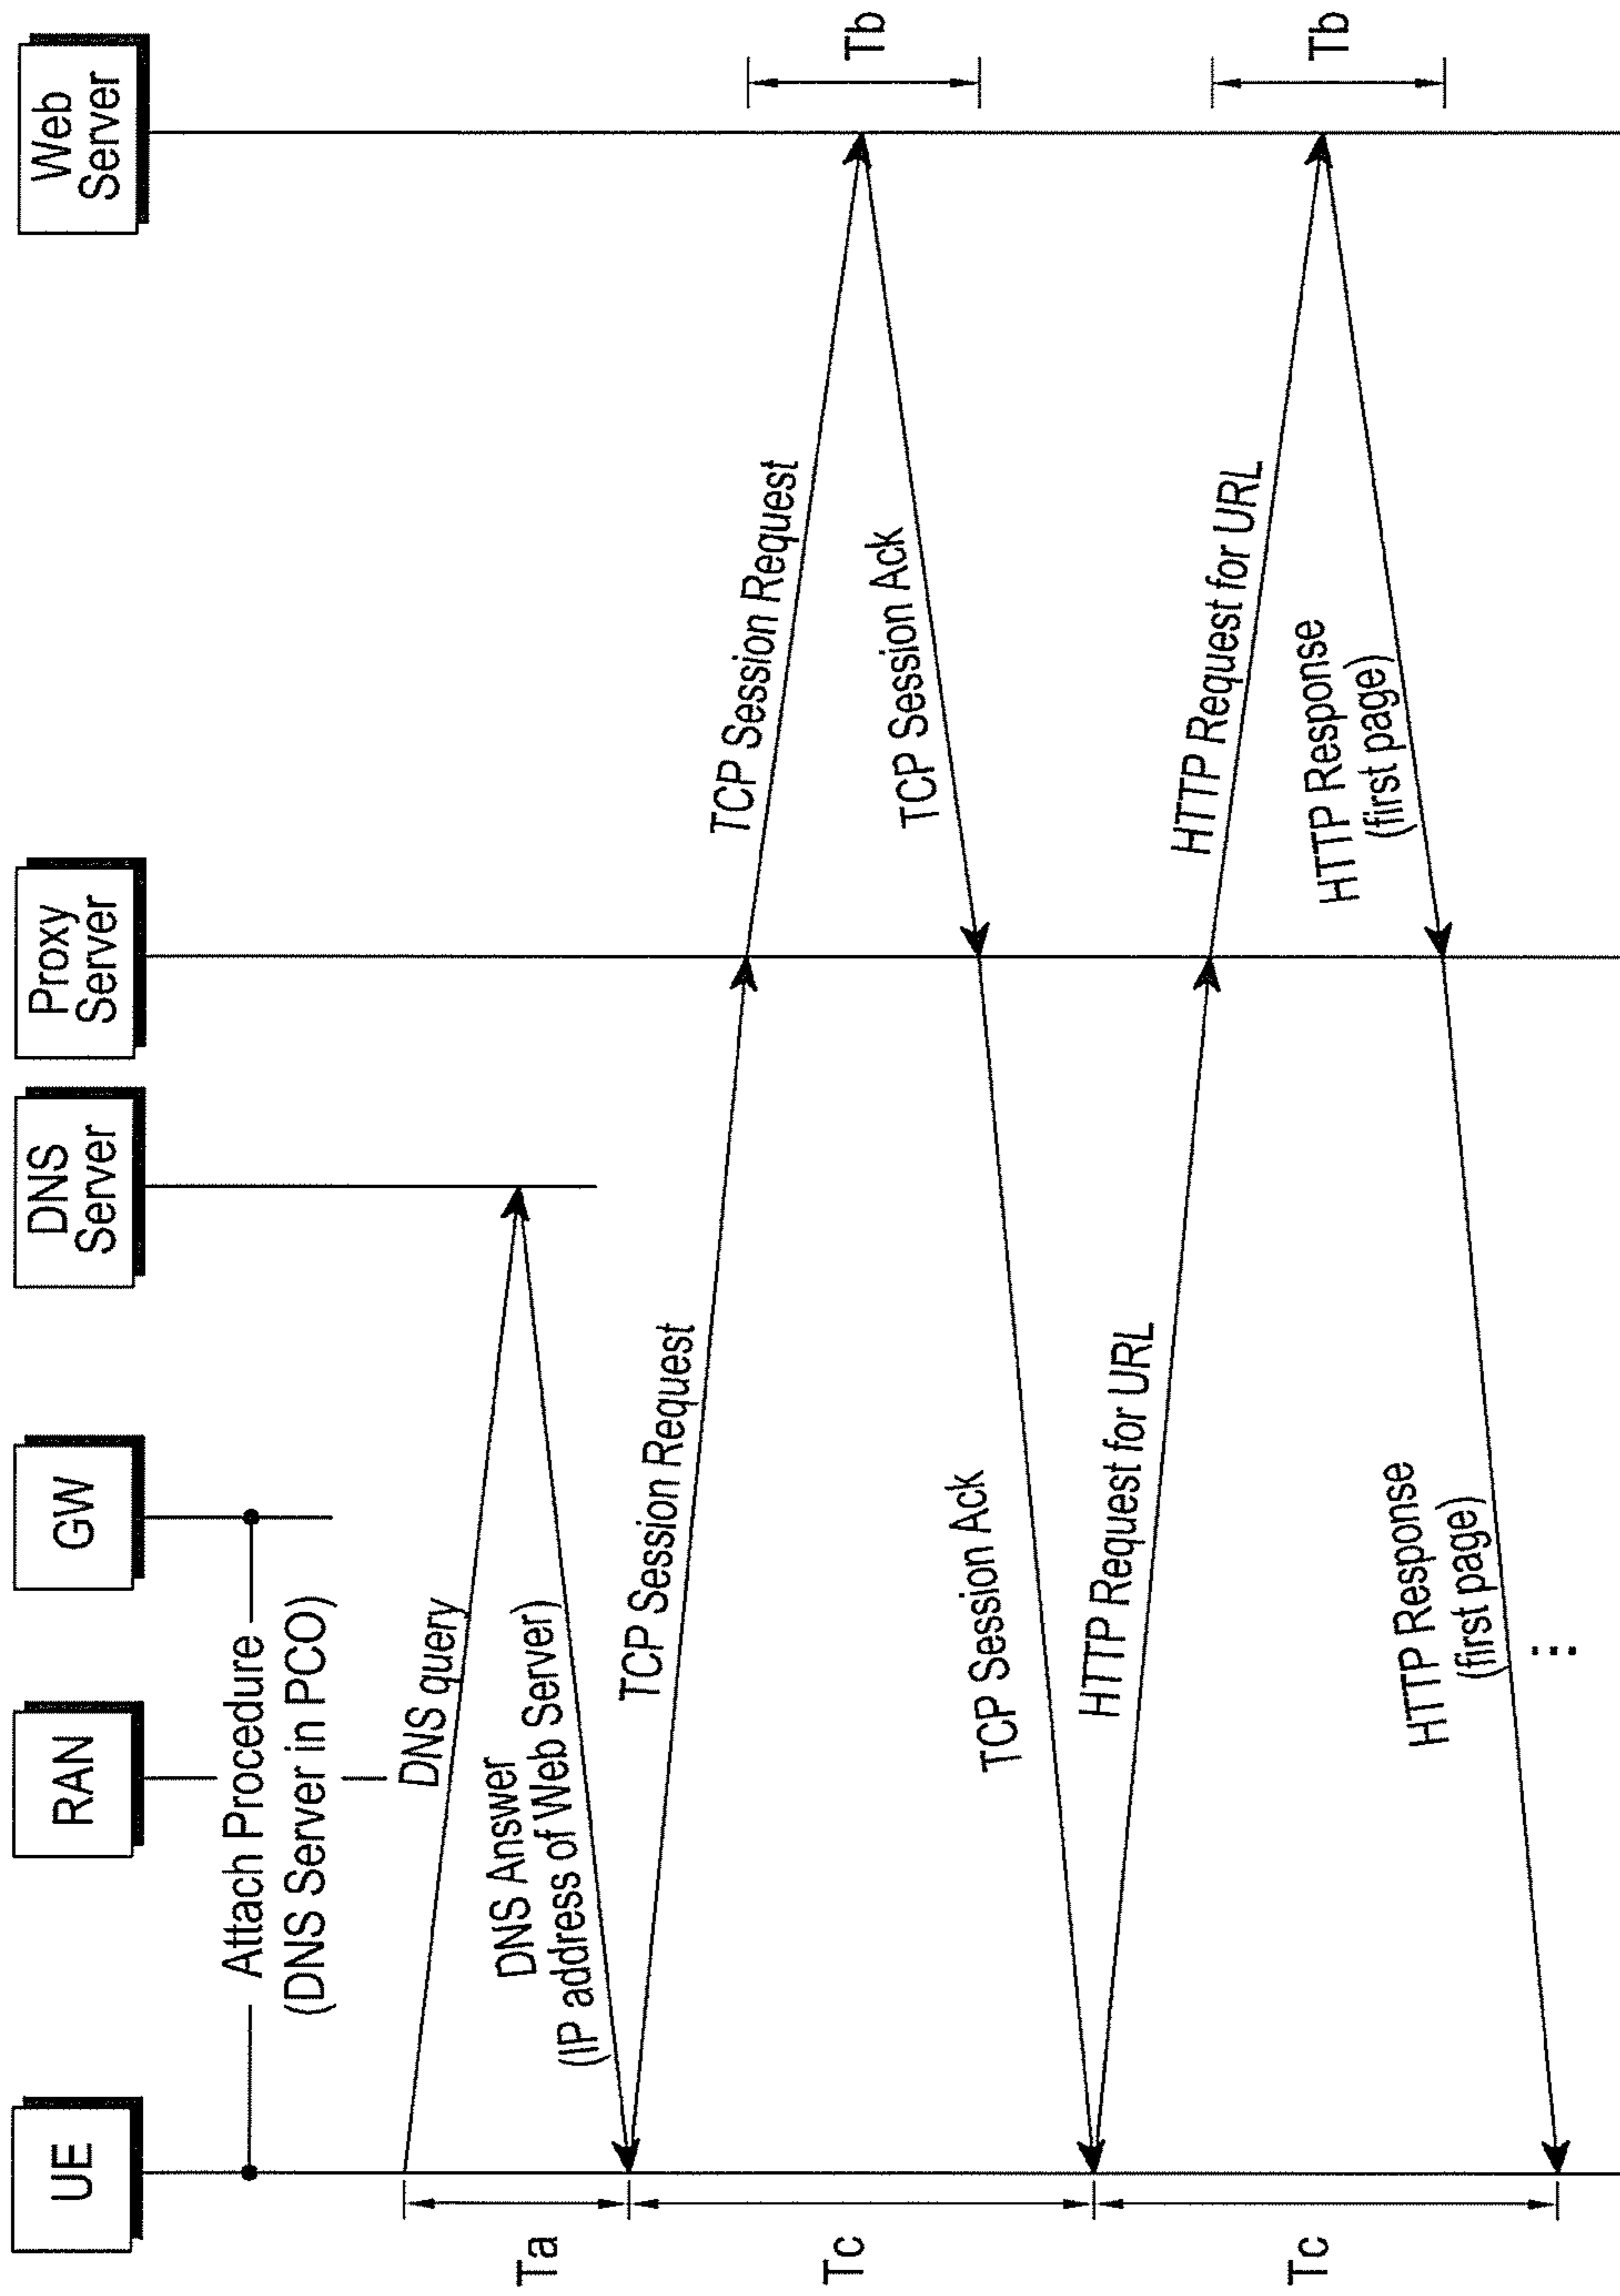 UE
RAN
GW
DNS
Server
Proxy
Server
Web
Server
Attach Procedure
(DNS Server in PCO)
DNS query
DNS Answer
(IP address of Web Server)
Ta
TCP Session Request
TCP Session Request
Tb
TCP Session Ack
TCP Session Ack
Tc
HTTP Request for URL
HTTP Request for URL
Tb
HTTP Response
(first page)
HTTP Response
(first page)
Tc
...